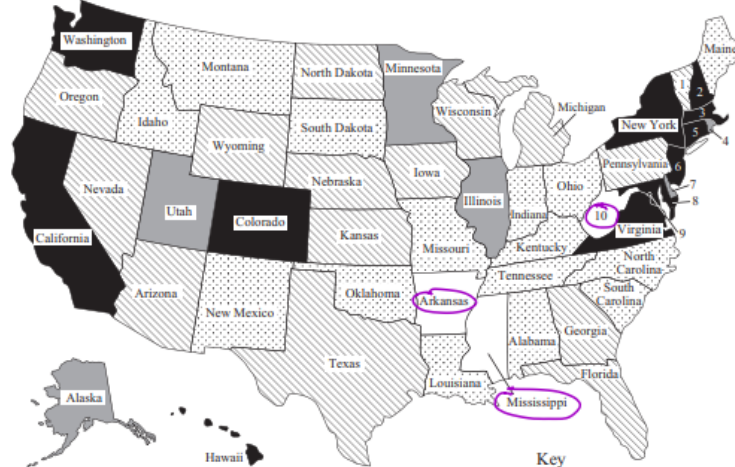 Washington
Montana
North Dakota
Minnesota
Maine
Oregon
Idaho
South Dakota
Wisconsin
Michigan
1
2
3
New York
5
4
Wyoming
Iowa
Pennsylvania
6
Nebraska
Nevada
Utah
Colorado
Illinois
Indiana
Ohio
7
8
10
Virginia
9
California
Kansas
Missouri
Kentucky
Tennessee
North
Carolina
South
Carolina
Arizona
New Mexico
Oklahoma
Arkansas
Alabama
Georgia
Texas
Louisiana
Florida
Mississippi
Alaska
Hawaii
Key